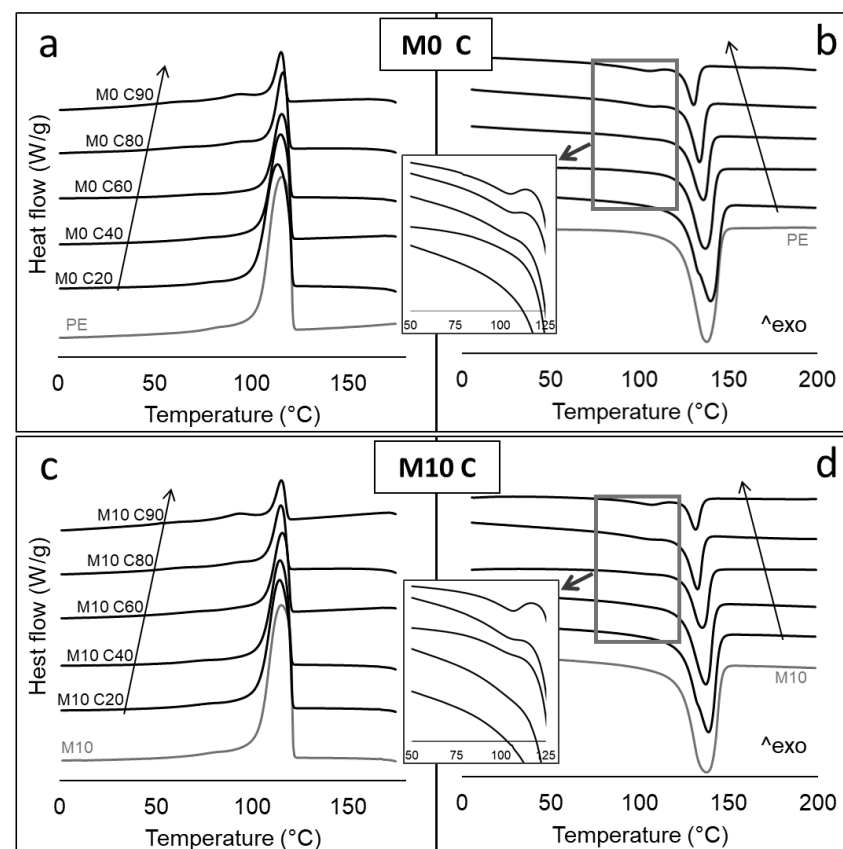 M0 C
a
b
M0 C90
M0 C80
M0 C60
M0 C40
M0 C20
PE
Heat flow (W/g)
0 50 100 150
Temperature (°C)
50 75 100 125
PE
^exo
0 50 100 150 200
Temperature (°C)
M10 C
c
d
M10 C90
M10 C80
M10 C60
M10 C40
M10 C20
M10
Hest flow (W/g)
0 50 100 150
Temperature (°C)
50 75 100 125
M10
^exo
0 50 100 150 200
Temperature (°C)